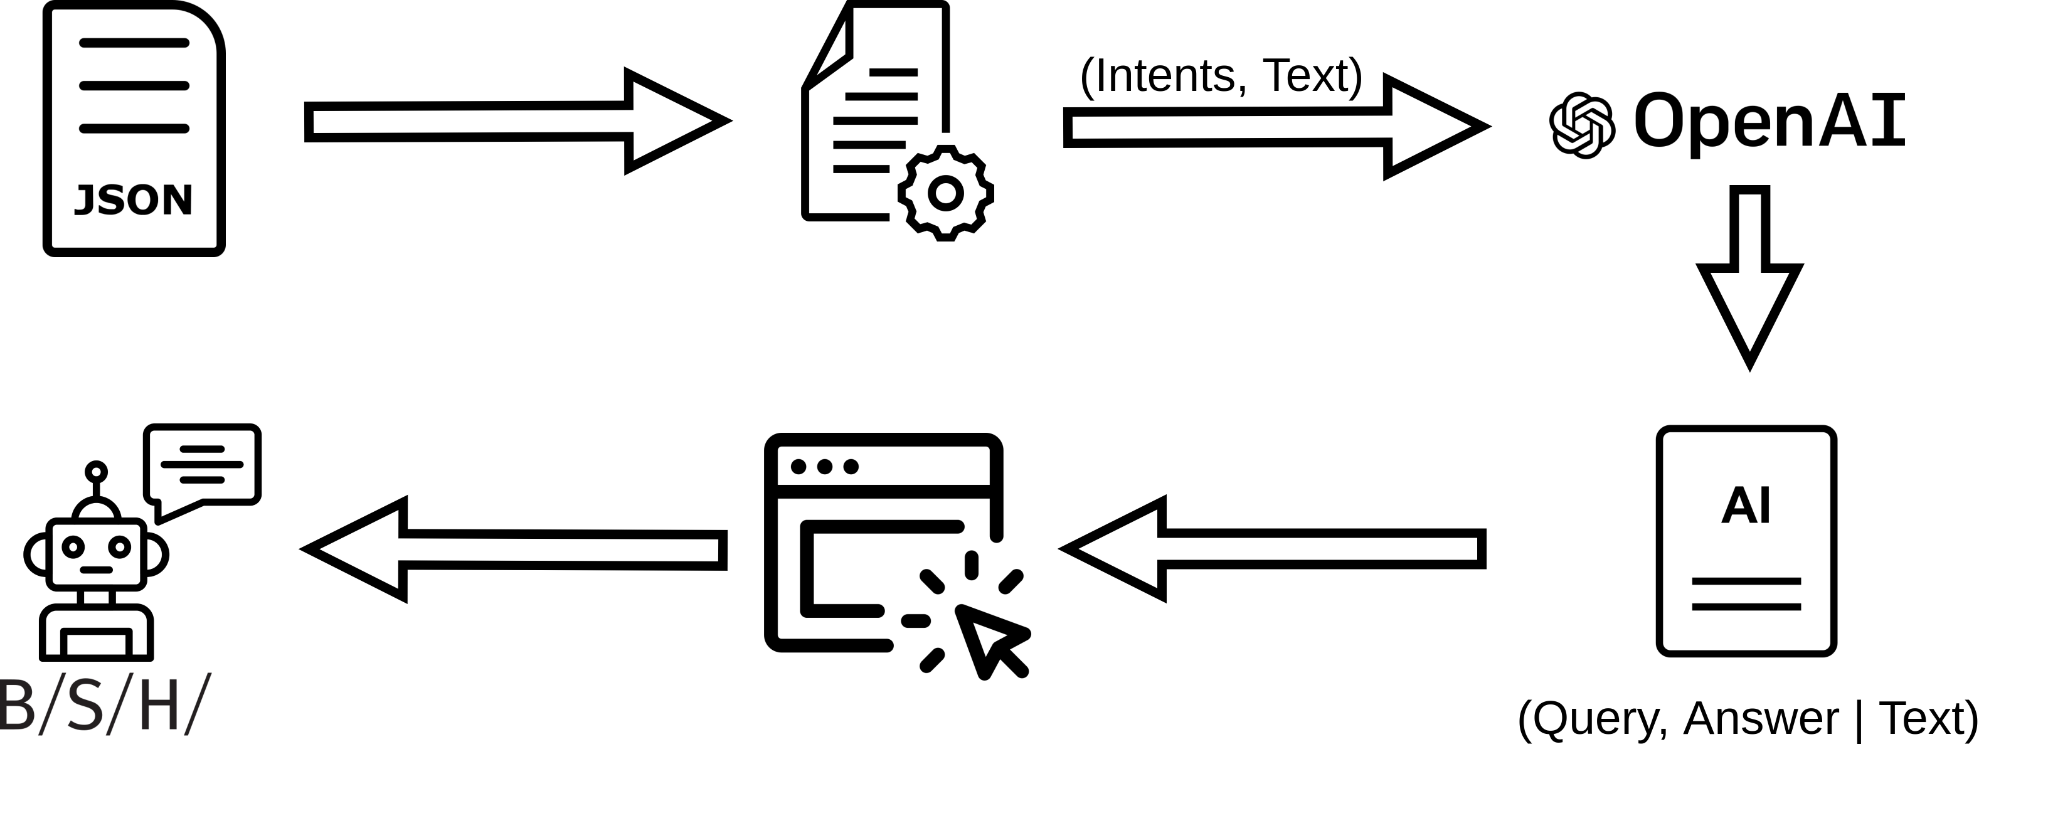 JSON
(Intents, Text)
OpenAI
AI
(Query, Answer | Text)
B/S/H/